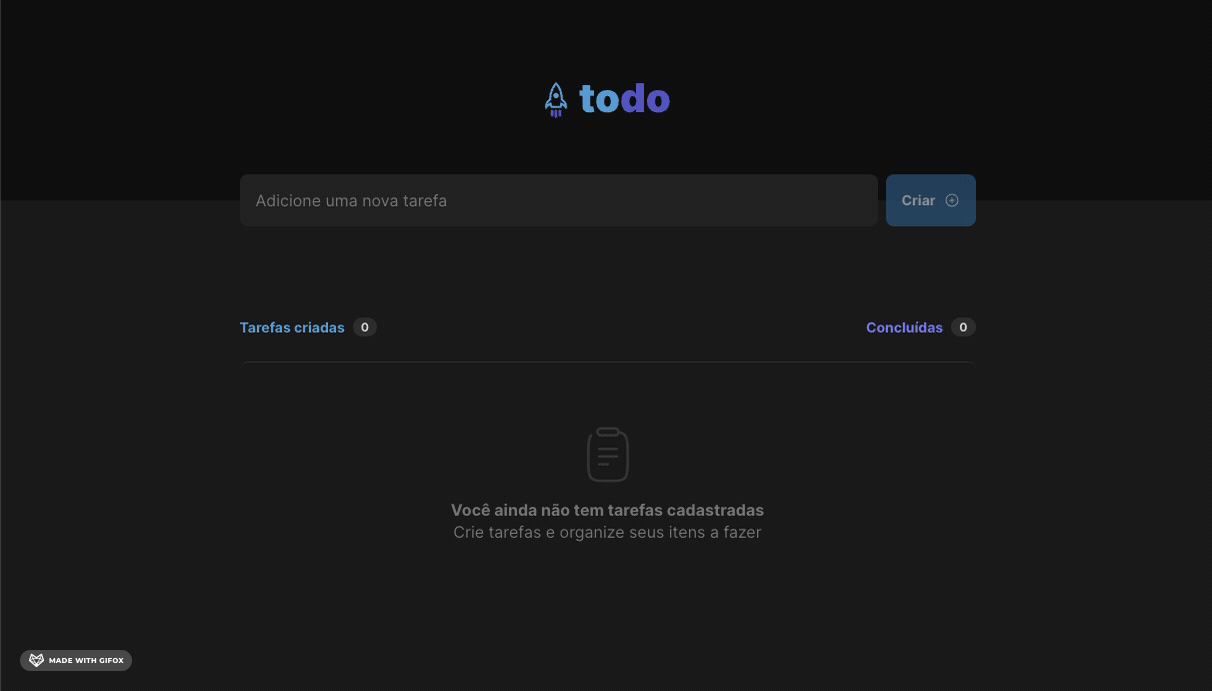 todo
Adicione uma nova tarefa
Criar
Tarefas criadas 0
Concluídas 0
Você ainda não tem tarefas cadastradas
Crie tarefas e organize seus itens a fazer
MADE WITH GIFOX